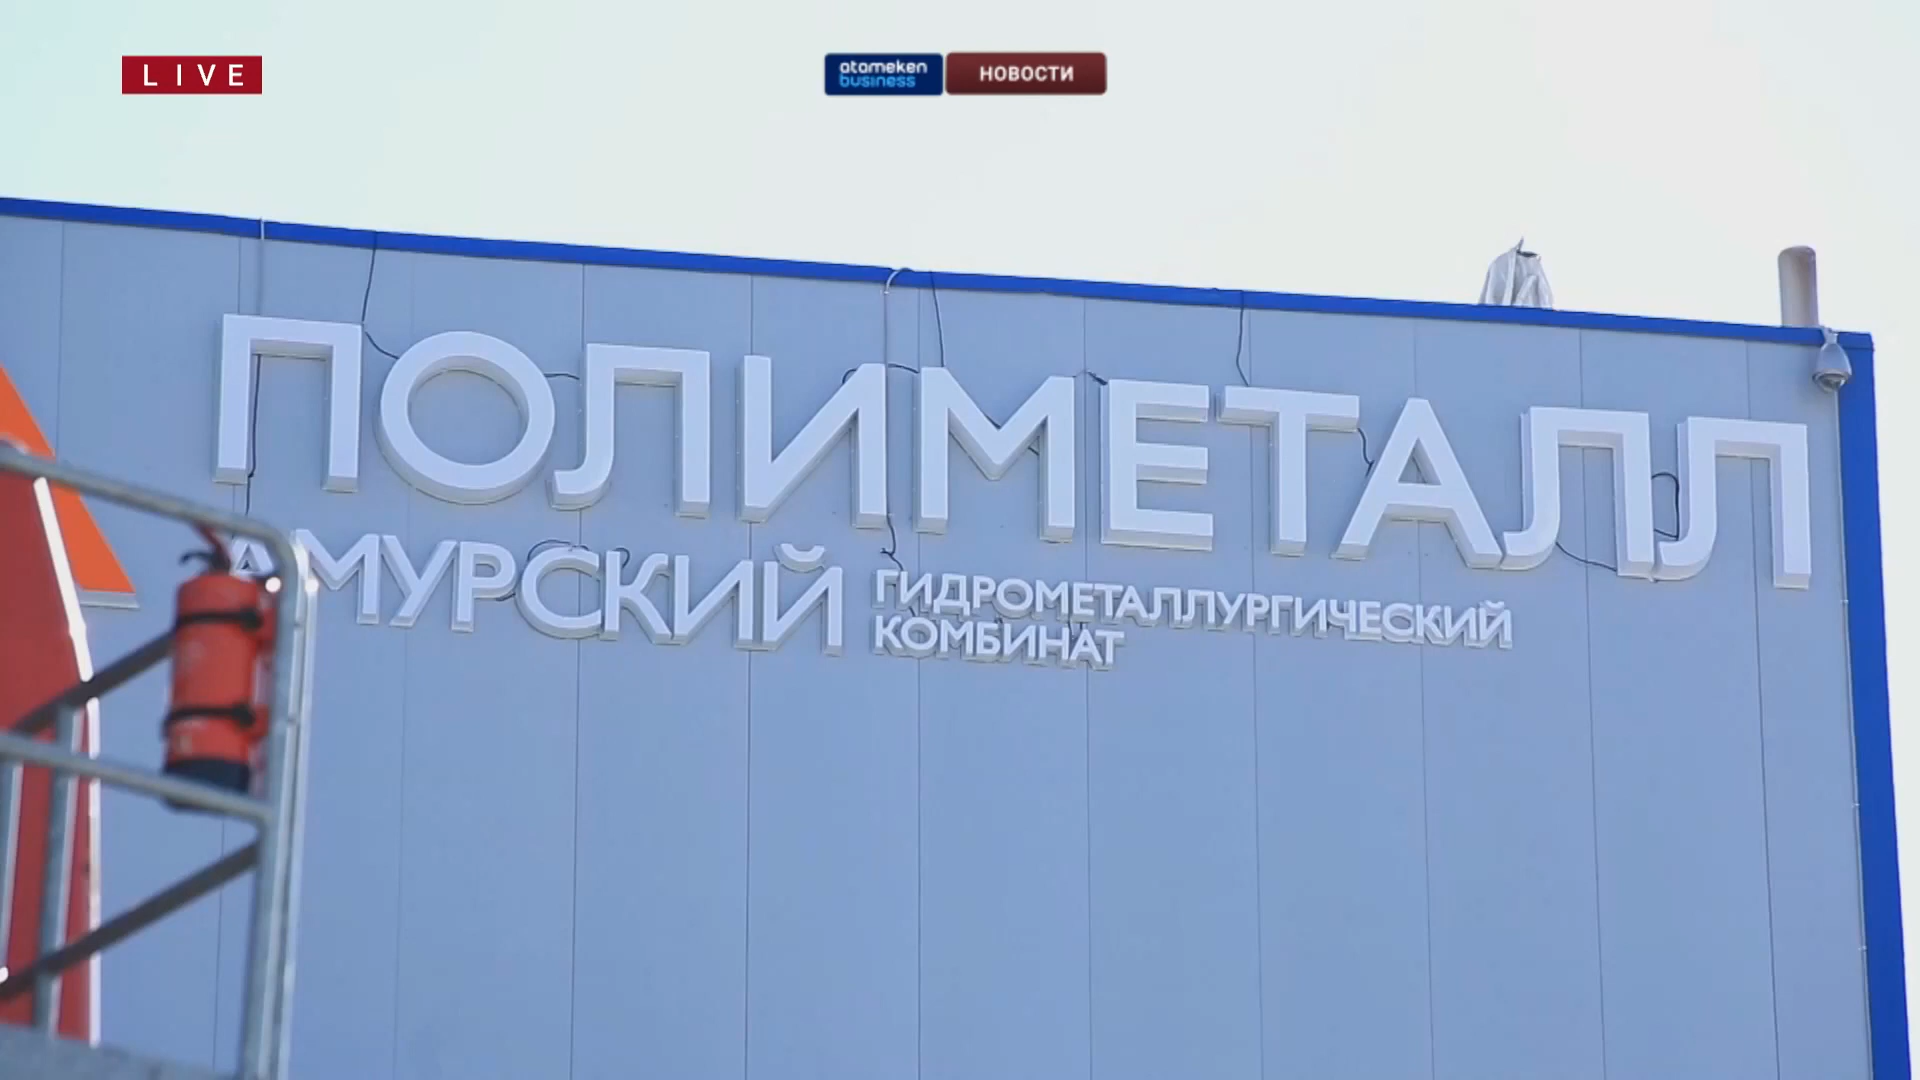 LIVE
atameken
business
НОВОСТИ
ПОЛИМЕТАЛЛ
АМУРСКИЙ
ГИДРОМЕТАЛЛУРГИЧЕСКИЙ
КОМБИНАТ